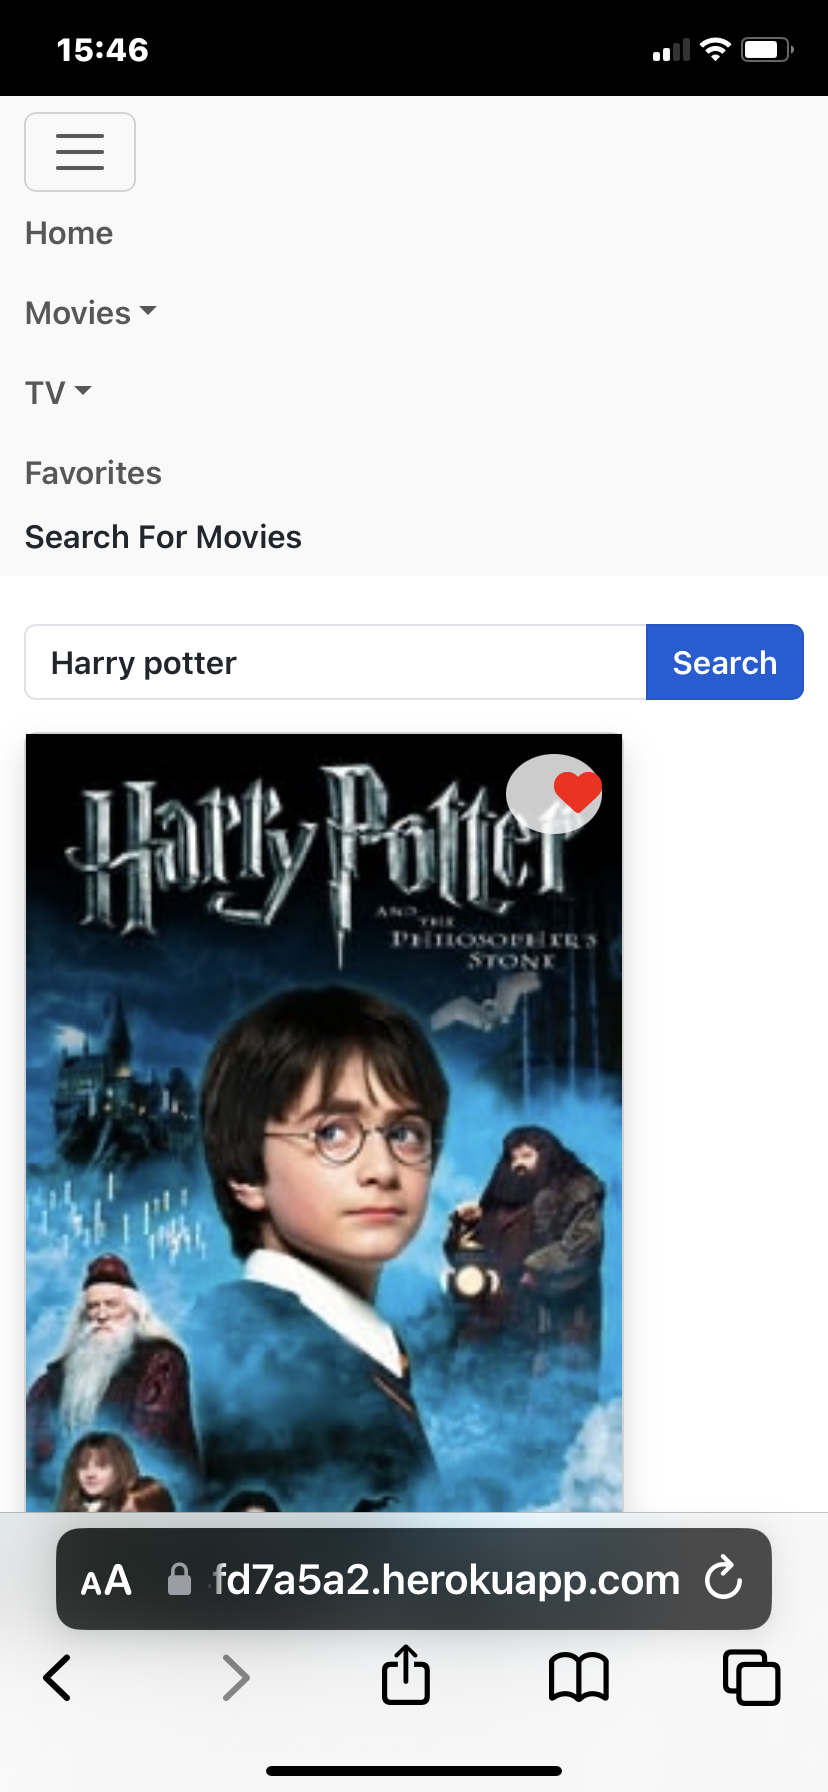 15:46
Home
Movies
TV
Favorites
Search For Movies
Harry potter
Search
Harry Potter
AND THE
PHILOSOPHER'S
STONE
AA
fd7a5a2.herokuapp.com